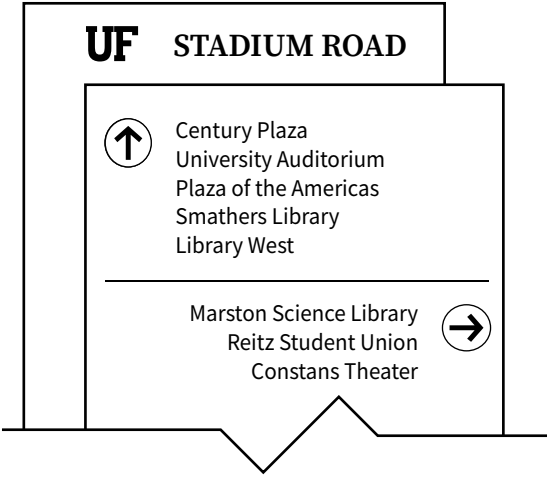 UF STADIUM ROAD
Century Plaza
University Auditorium
Plaza of the Americas
Smathers Library
Library West
Marston Science Library
Reitz Student Union
Constans Theater